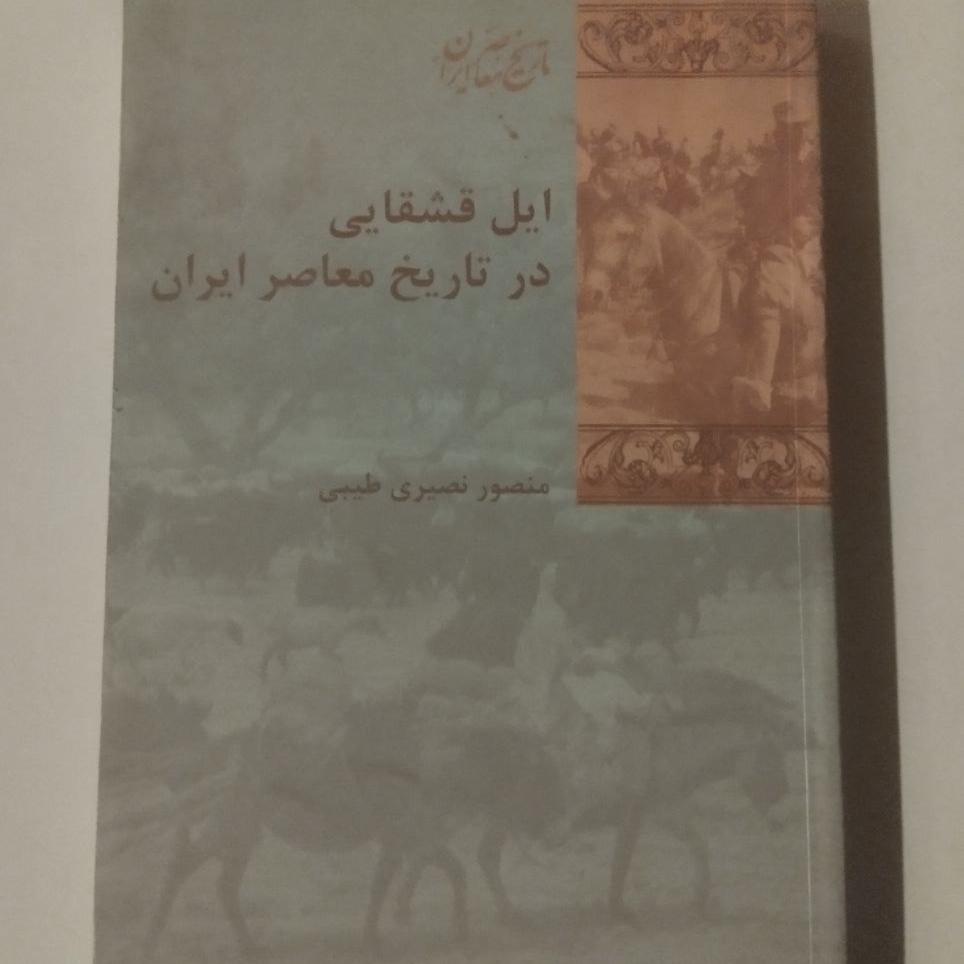 تاریخ معاصر ایران
ایل قشقایی
در تاریخ معاصر ایران
منصور نصیری طیبی